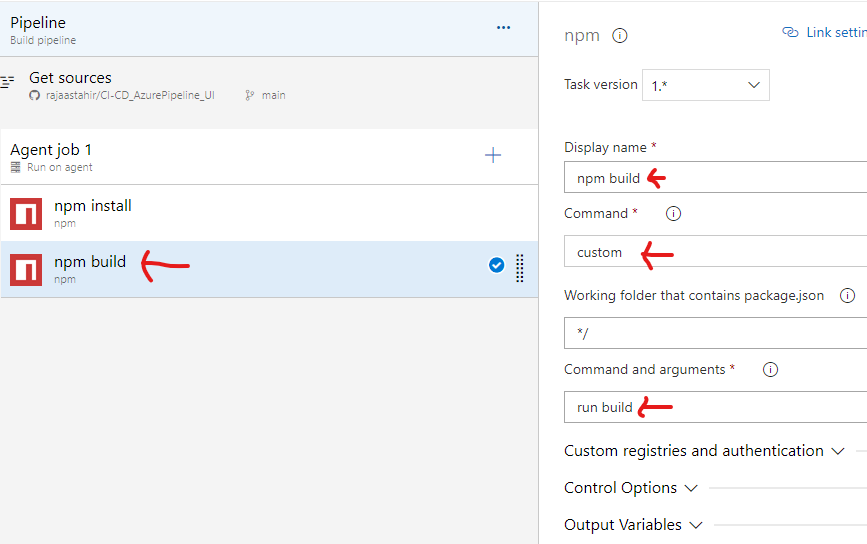 Pipeline
Build pipeline
Get sources
rajaastahir/CI-CD_AzurePipeline_UI main
Agent job 1
Run on agent
npm install
npm
npm build
npm
npm
Link settin
Task version 1.*
Display name *
npm build
Command *
custom
Working folder that contains package.json
*/
Command and arguments *
run build
Custom registries and authentication
Control Options
Output Variables